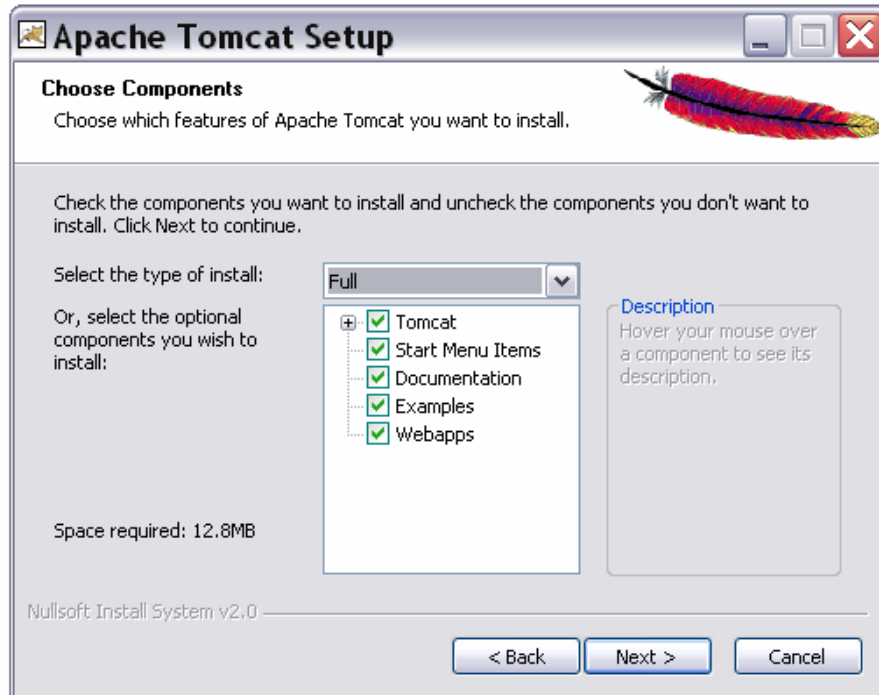 Apache Tomcat Setup
Choose Components
Choose which features of Apache Tomcat you want to install.
Check the components you want to install and uncheck the components you don't want to
install. Click Next to continue.
Select the type of install:
Full
Or, select the optional
components you wish to
install:
Tomcat
Start Menu Items
Documentation
Examples
Webapps
Description
Hover your mouse over
a component to see its
description.
Space required: 12.8MB
Nullsoft Install System v2.0
< Back
Next >
Cancel